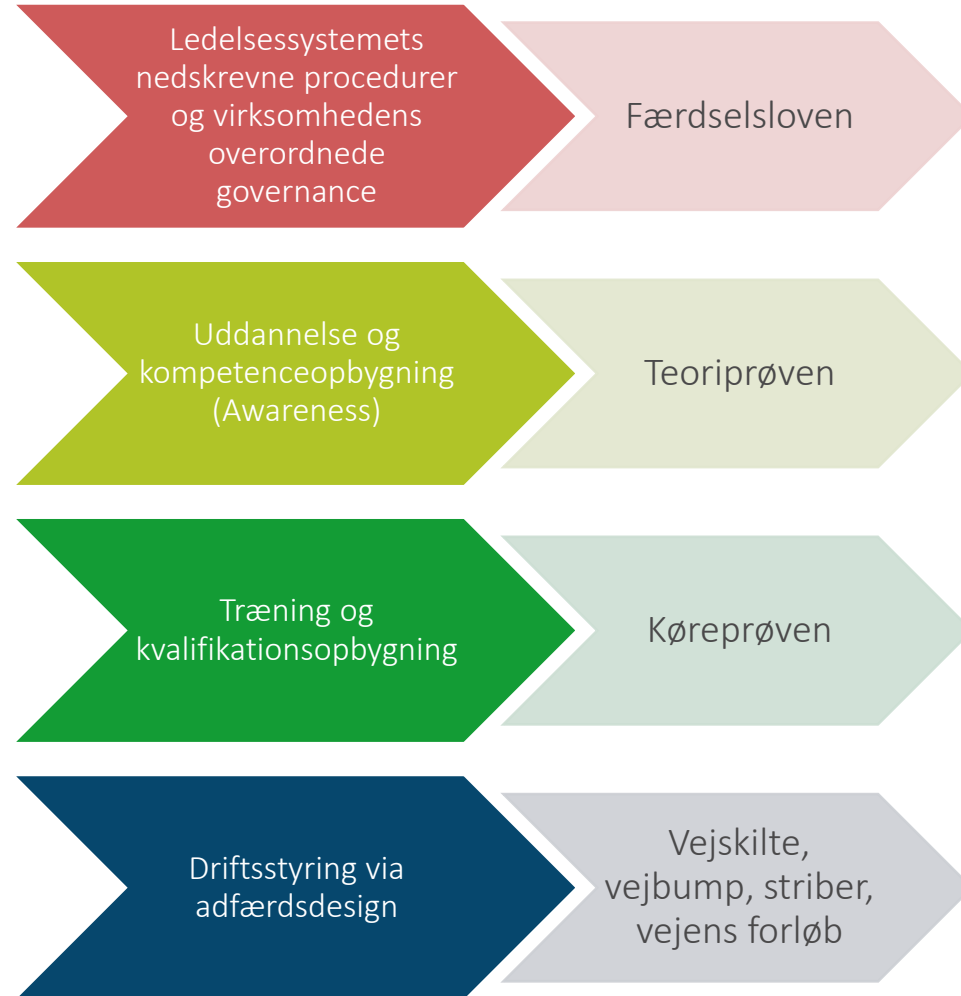 Ledelsessystemets
nedskrevne procedurer
og virksomhedens
overordnede
governance
Færdselsloven
Uddannelse og
kompetenceopbygning
(Awareness)
Teoriprøven
Træning og
kvalifikationsopbygning
Køreprøven
Driftsstyring via
adfærdsdesign
Vejskilte,
vejbump, striber,
vejens forløb